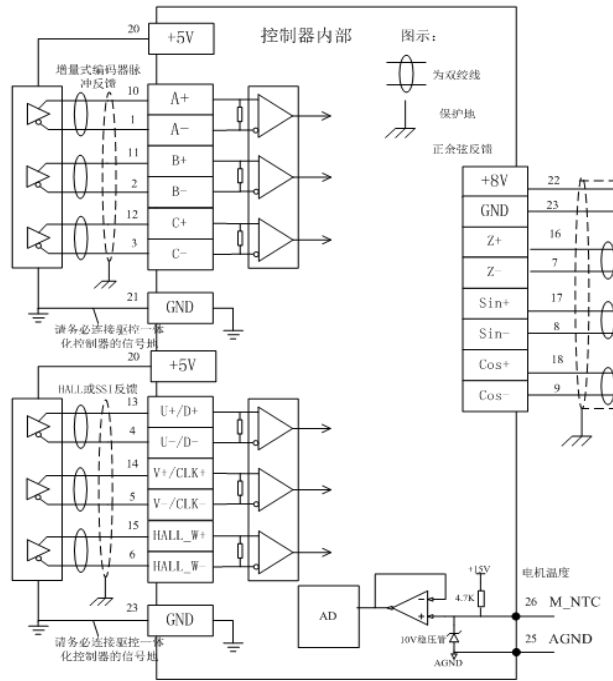 控制器内部
图示：
为双绞线
保护地
20
+5V
增量式编码器脉
冲反馈
10
A+
1
A-
11
B+
2
B-
12
C+
3
C-
21
GND
请务必连接驱控一体
化控制器的信号地
正余弦反馈
+8V
22
GND
23
Z+
16
Z-
7
Sin+
17
Sin-
8
Cos+
18
Cos-
9
20
+5V
HALL或SSI反馈
13
U+/D+
4
U-/D-
14
V+/CLK+
5
V-/CLK-
15
HALL_W+
6
HALL_W-
23
GND
请务必连接驱控一体
化控制器的信号地
AD
-
+
+15V
4.7K
10V稳压管
AGND
电机温度
26 M_NTC
25 AGND